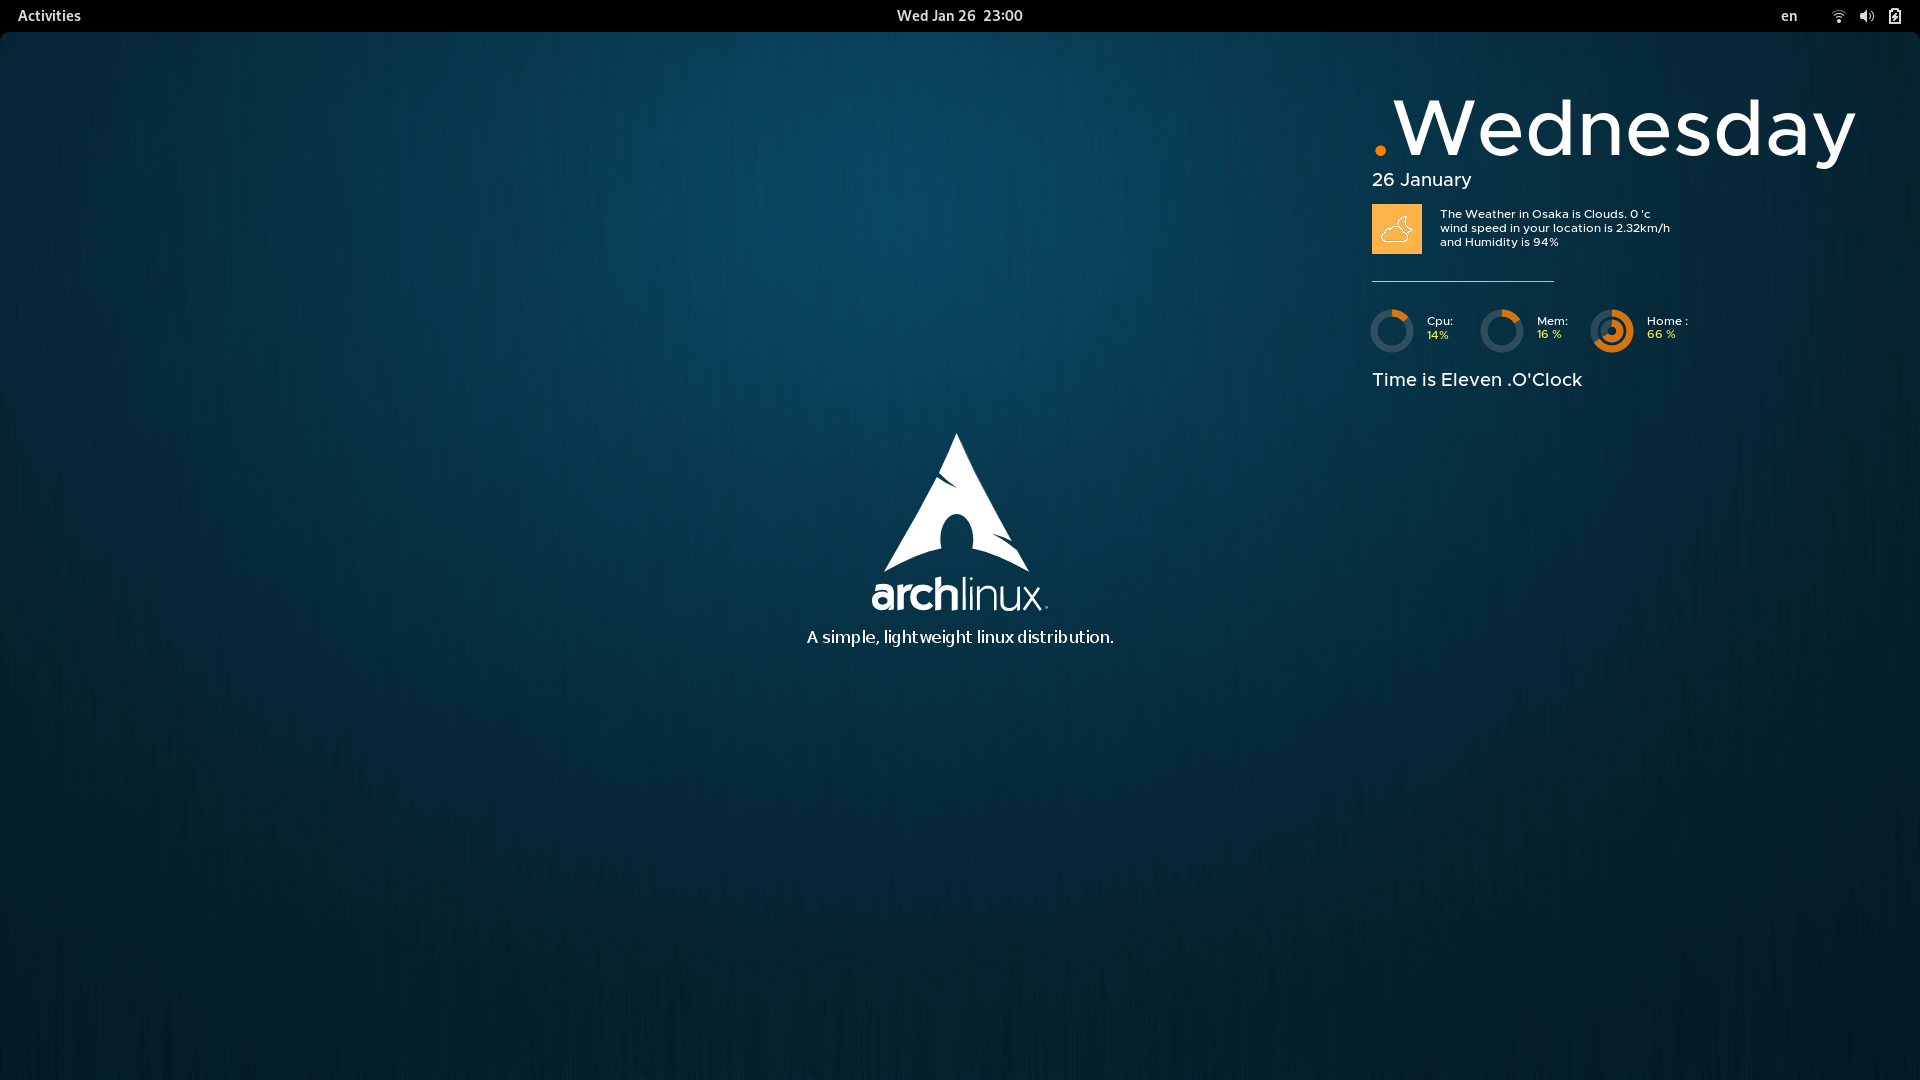 Activities
Wed Jan 26 23:00
en
.Wednesday
26 January
The Weather in Osaka is Clouds. 0 'c
wind speed in your location is 2.32km/h
and Humidity is 94%
Cpu:
14%
Mem:
16 %
Home :
66 %
Time is Eleven .O'Clock
archlinux
A simple, lightweight linux distribution.